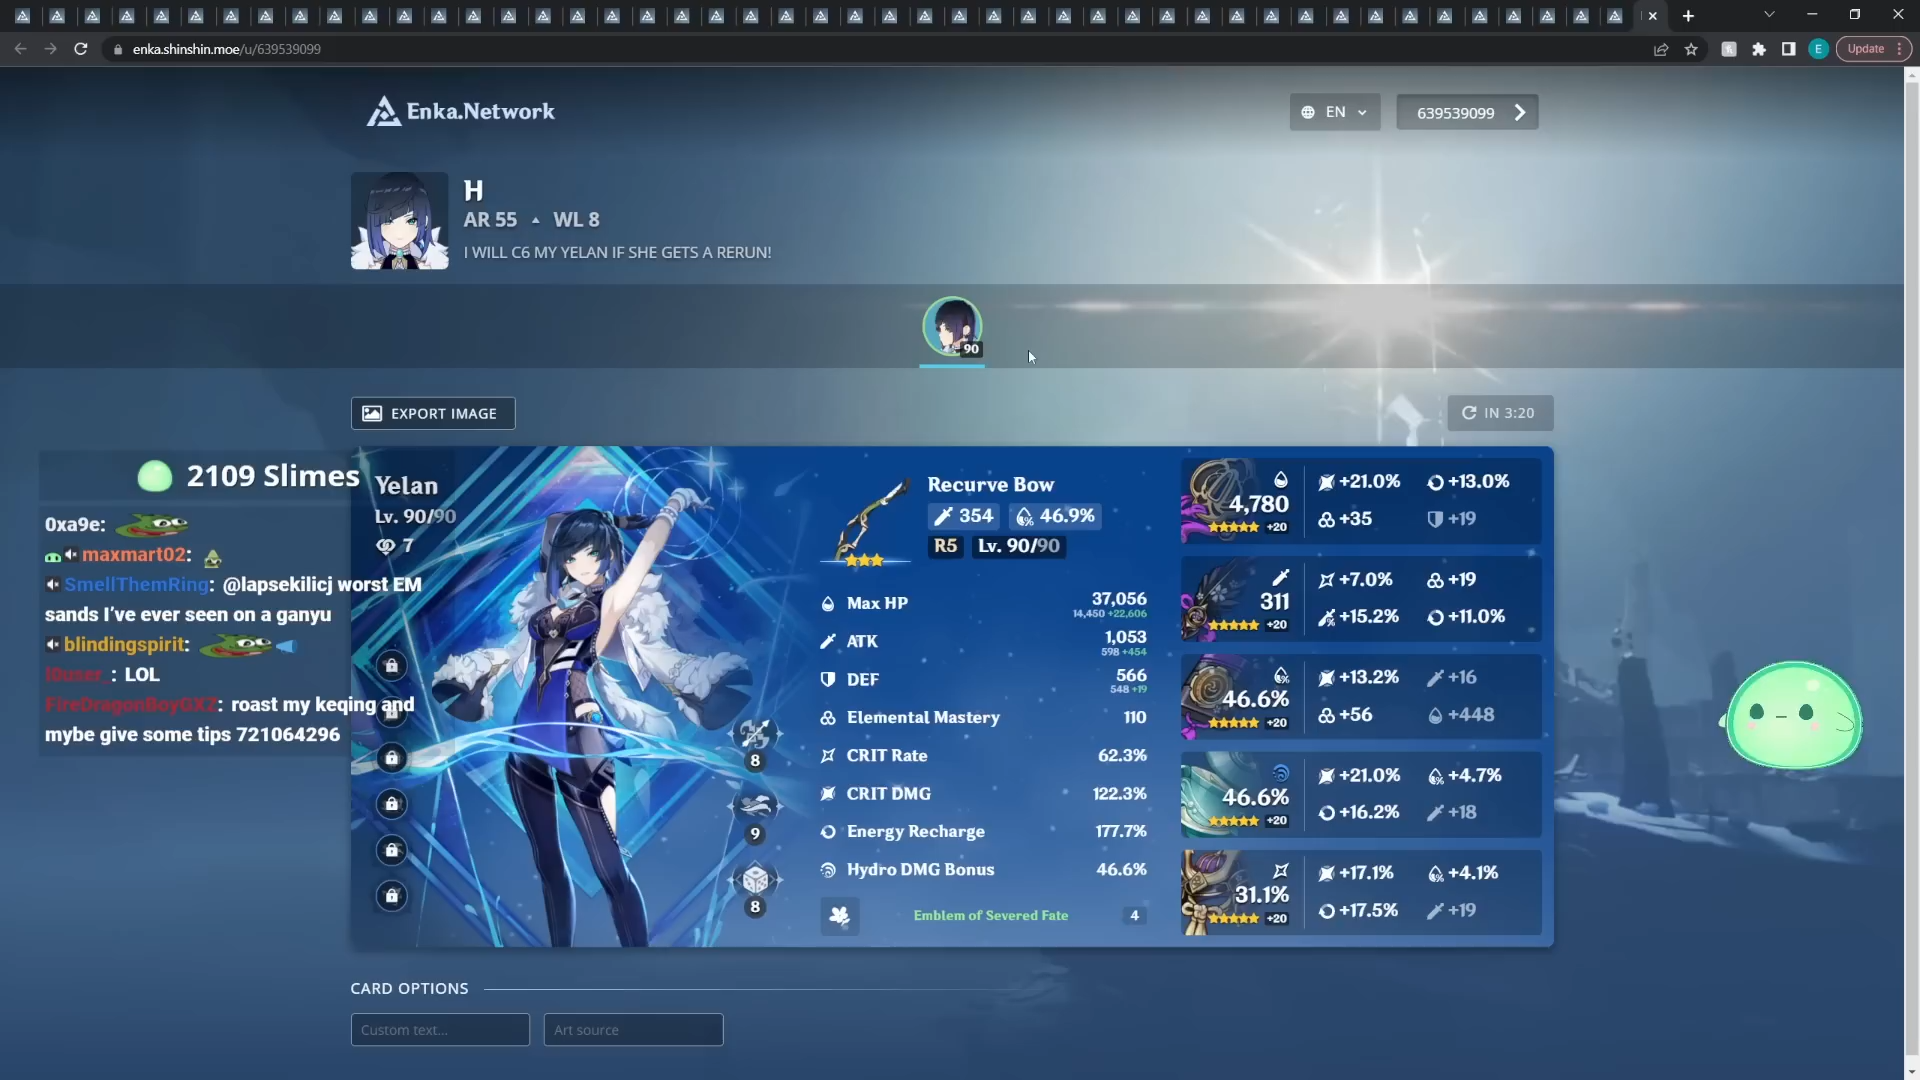 enka.shinshin.moe/u/639539099
E
Update
Enka.Network
EN
639539099
H
AR 55 WL 8
I WILL C6 MY YELAN IF SHE GETS A RERUN!
90
EXPORT IMAGE
IN 3:20
2109 Slimes
0xa9e:
maxmart02:
SmellThemRing: @lapsekilicj worst EM
sands I've ever seen on a ganyu
blindingspirit:
l0user_: LOL
FireDragonBoyGXZ: roast my keqing and
mybe give some tips 721064296
Yelan
Lv. 90/90
7
8
9
8
Recurve Bow
354 46.9%
R5 Lv. 90/90
Max HP 37,056
14,450 +22,606
ATK 1,053
598 +454
DEF 566
548 +19
Elemental Mastery 110
CRIT Rate 62.3%
CRIT DMG 122.3%
Energy Recharge 177.7%
Hydro DMG Bonus 46.6%
Emblem of Severed Fate 4
4,780
+20
+21.0% +13.0%
+35 +19
311
+20
+7.0% +19
+15.2% +11.0%
46.6%
+20
+13.2% +16
+56 +448
46.6%
+20
+21.0% +4.7%
+16.2% +18
31.1%
+20
+17.1% +4.1%
+17.5% +19
CARD OPTIONS
Custom text...
Art source